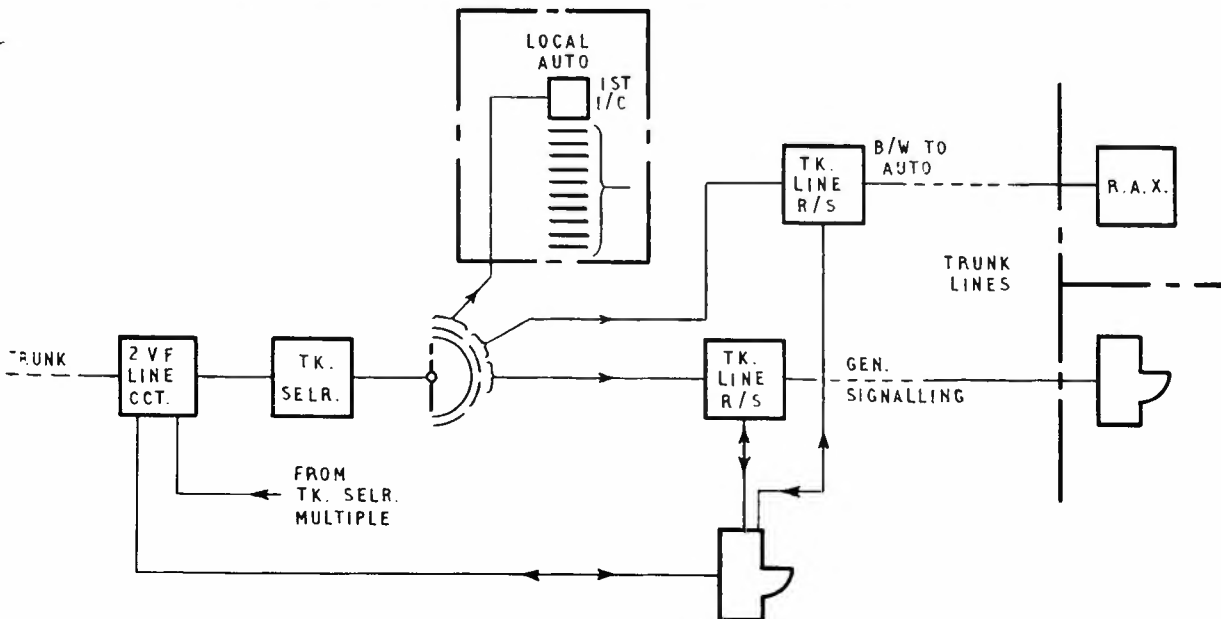 LOCAL
AUTO
1ST
I/C
TK.
LINE
R/S
B/W TO
AUTO
R.A.X.
TRUNK
LINES
TRUNK
2 VF
LINE
CCT.
TK.
SELR.
TK.
LINE
R/S
GEN.
SIGNALLING
FROM
TK. SELR.
MULTIPLE